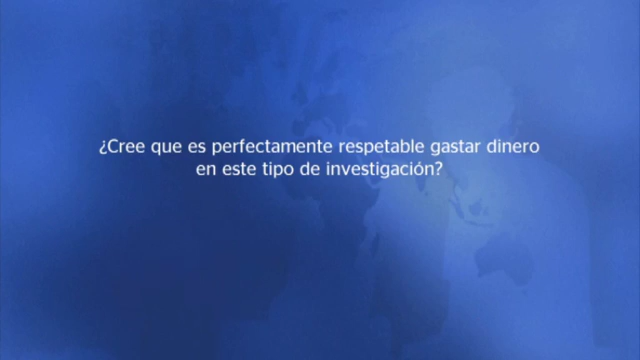 ¿Cree que es perfectamente respetable gastar dinero
en este tipo de investigación?